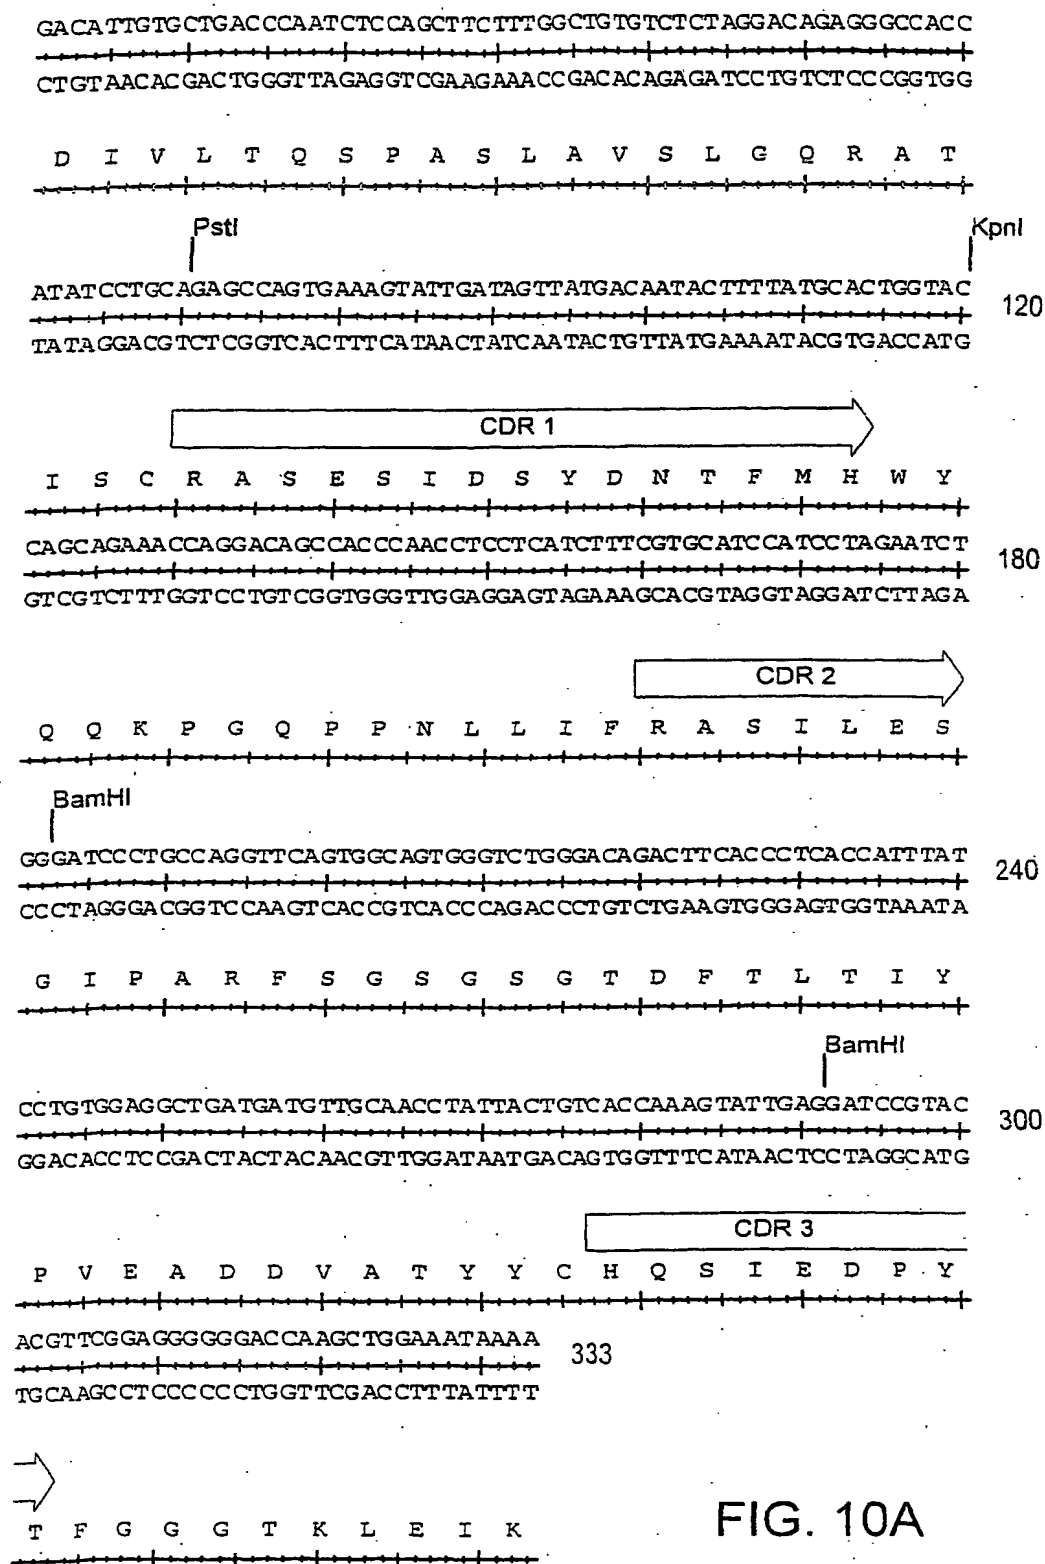 GACATTGTGCTGACCCAATCTCCAGCTTCTTTGGCTGTGTCTCTAGGACAGAGGGCCACC
CTGTAACACGACTGGGTTAGAGGTCGAAGAAACCGACACAGAGATCCTGTCTCCCGGTGG
D I V L T Q S P A S L A V S L G Q R A T
PstI KpnI
ATATCCTGCAGAGCCAGTGAAAGTATTGATAGTTATGACAATACTTTTATGCACTGGTAC 120
TATAGGACGTCTCGGTCACTTTCATAACTATCAATACTGTTATGAAAATACGTGACCATG
CDR 1
I S C R A S E S I D S Y D N T F M H W Y
CAGCAGAAACCAGGACAGCCACCCAACCTCCTCATCTTTCGTGCATCCATCCTAGAATCT 180
GTCGTCTTTGGTCCTGTCGGTGGGTTGGAGGAGTAGAAAGCACGTAGGTAGGATCTTAGA
CDR 2
Q Q K P G Q P P N L L I F R A S I L E S
BamHI
GGGATCCCTGCCAGGTTCAGTGGCAGTGGGTCTGGGACAGACTTCACCCTCACCATTTAT 240
CCCTAGGGACGGTCCAAGTCACCGTCACCCAGACCCTGTCTGAAGTGGGAGTGGTAAATA
G I P A R F S G S G S G T D F T L T I Y
BamHI
CCTGTGGAGGCTGATGATGTTGCAACCTATTACTGTCACCAAAGTATTGAGGATCCGTAC 300
GGACACCTCCGACTACTACAACGTTGGATAATGACAGTGGTTTCATAACTCCTAGGCATG
CDR 3
P V E A D D V A T Y Y C H Q S I E D P Y
ACGTTCGGAGGGGGGACCAAGCTGGAAATAAAA 333
TGCAAGCCTCCCCCCTGGTTCGACCTTTATTTT
T F G G G T K L E I K
FIG. 10A